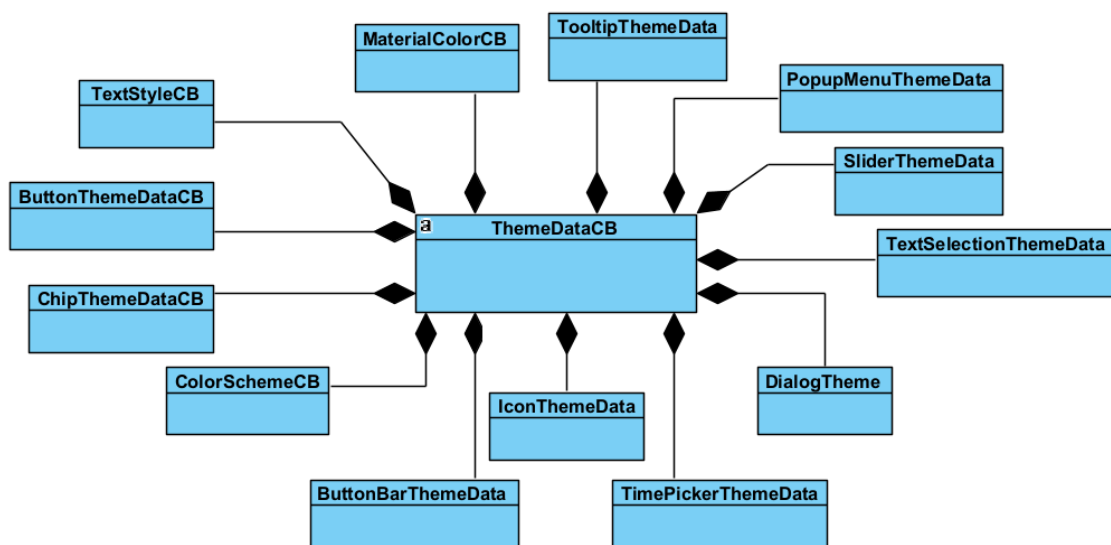 TooltipThemeData
MaterialColorCB
PopupMenuThemeData
TextStyleCB
SliderThemeData
ButtonThemeDataCB
a
ThemeDataCB
TextSelectionThemeData
ChipThemeDataCB
ColorSchemeCB
DialogTheme
IconThemeData
ButtonBarThemeData
TimePickerThemeData